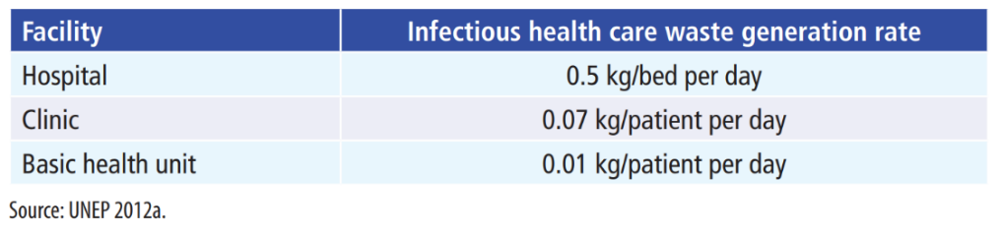 Facility Infectious health care waste generation rate
Hospital 0.5 kg/bed per day
Clinic 0.07 kg/patient per day
Basic health unit 0.01 kg/patient per day
Source: UNEP 2012a.